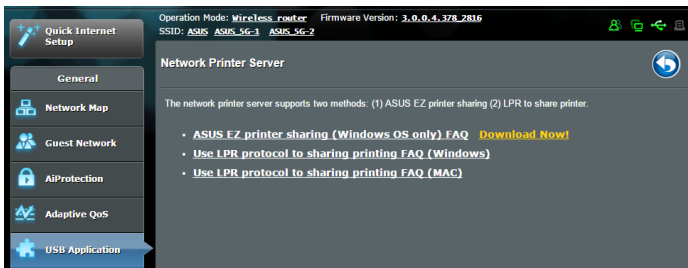 Quick Internet
Setup
Operation Mode: Wireless router Firmware Version: 3.0.0.4.378_2816
SSID: ASUS ASUS_5G-1 ASUS_5G-2
General
Network Map
Guest Network
AiProtection
Adaptive QoS
USB Application
Network Printer Server
The network printer server supports two methods: (1) ASUS EZ printer sharing (2) LPR to share printer.
ASUS EZ printer sharing (Windows OS only) FAQ Download Now!
Use LPR protocol to sharing printing FAQ (Windows)
Use LPR protocol to sharing printing FAQ (MAC)